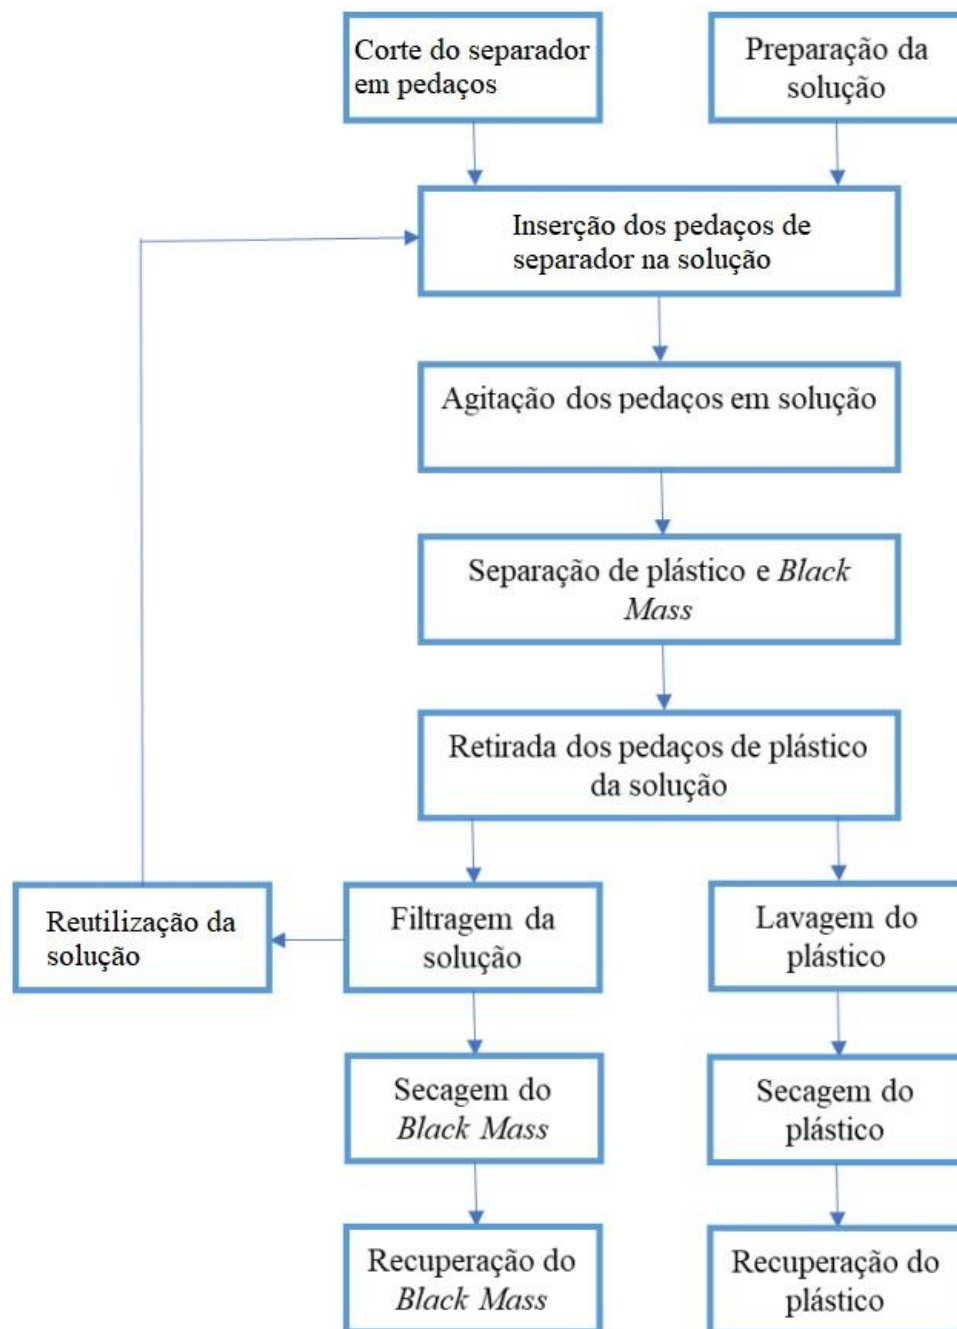 Corte do separador
em pedaços
Preparação da
solução
Inserção dos pedaços de
separador na solução
Agitação dos pedaços em solução
Separação de plástico e Black
Mass
Retirada dos pedaços de plástico
da solução
Reutilização da
solução
Filtragem da
solução
Lavagem do
plástico
Secagem do
Black Mass
Secagem do
plástico
Recuperação do
Black Mass
Recuperação do
plástico